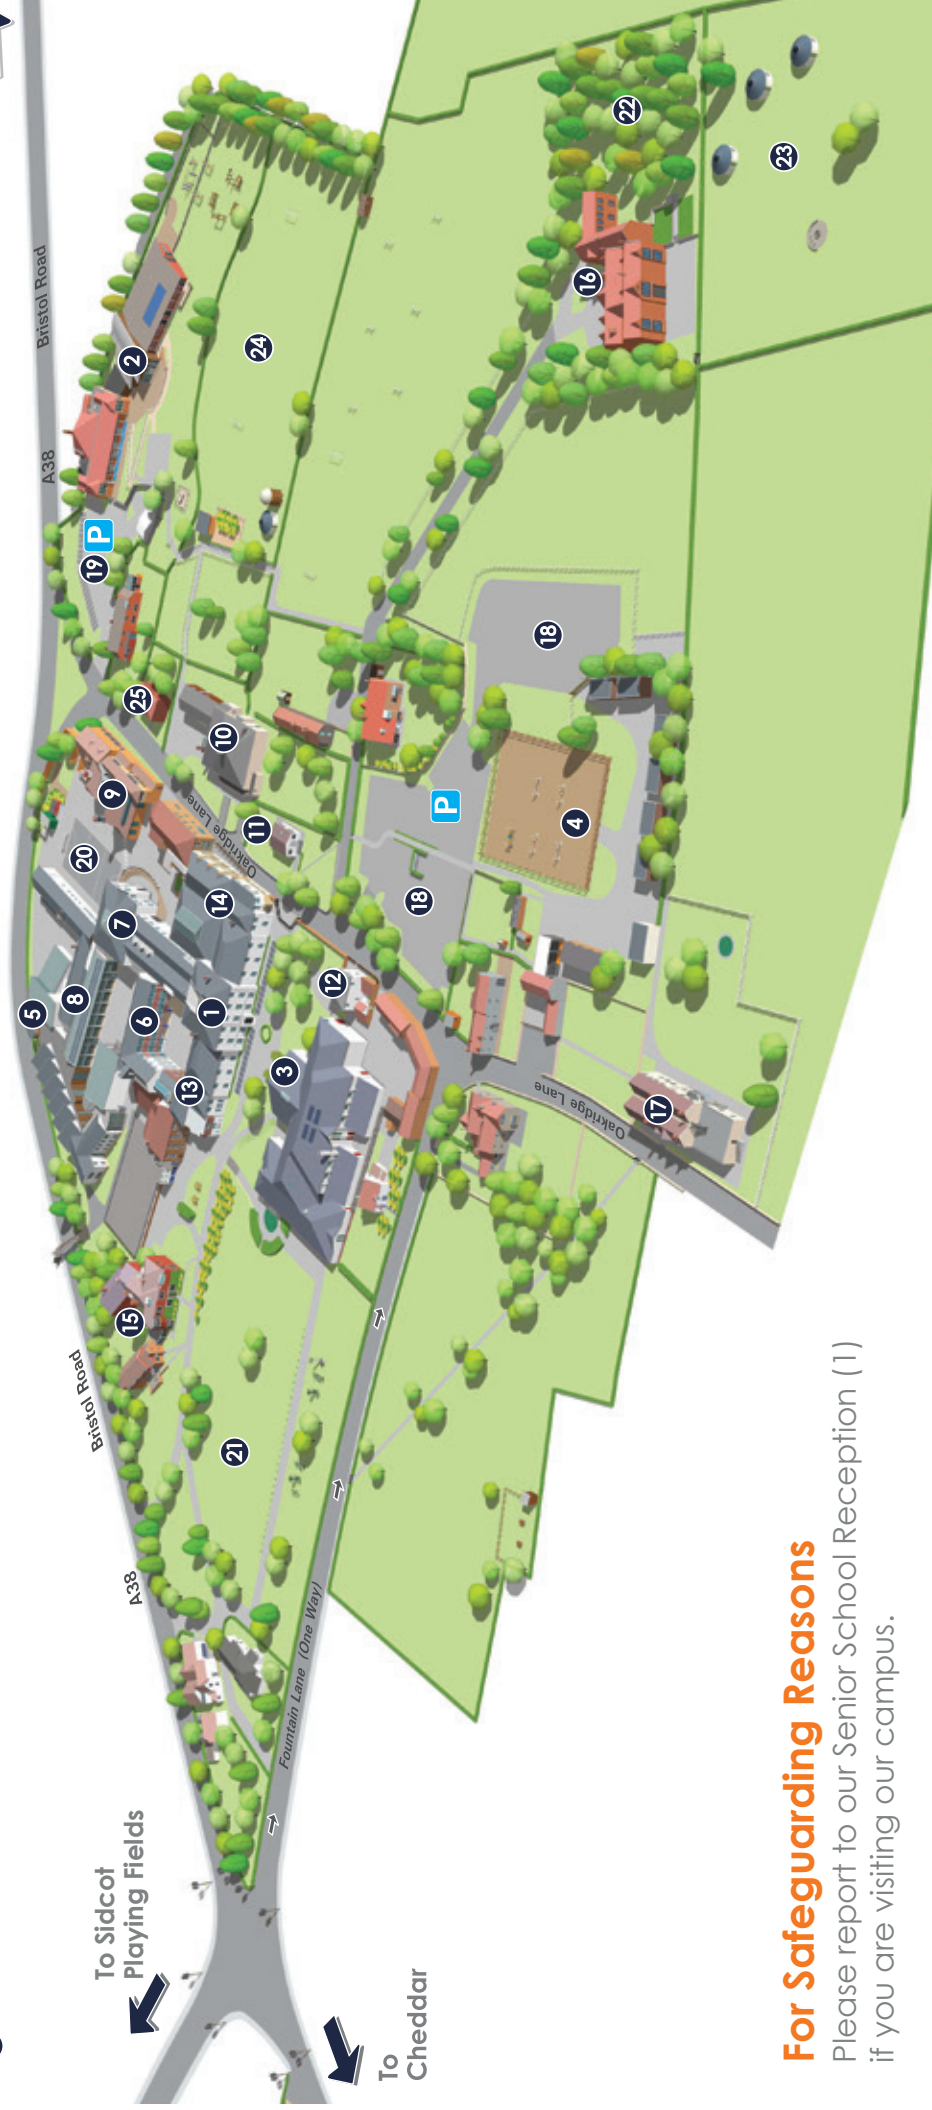 To Sidcot
Playing Fields
To
Cheddar
A38
Bristol Road
A38
Bristol Road
Fountain Lane (One Way)
Oakridge Lane
Oakridge Lane
P
P
1
2
3
4
5
6
7
8
9
10
11
12
13
14
15
16
17
18
18
19
20
21
22
23
24
25
For Safeguarding Reasons
Please report to our Senior School Reception (1)
if you are visiting our campus.